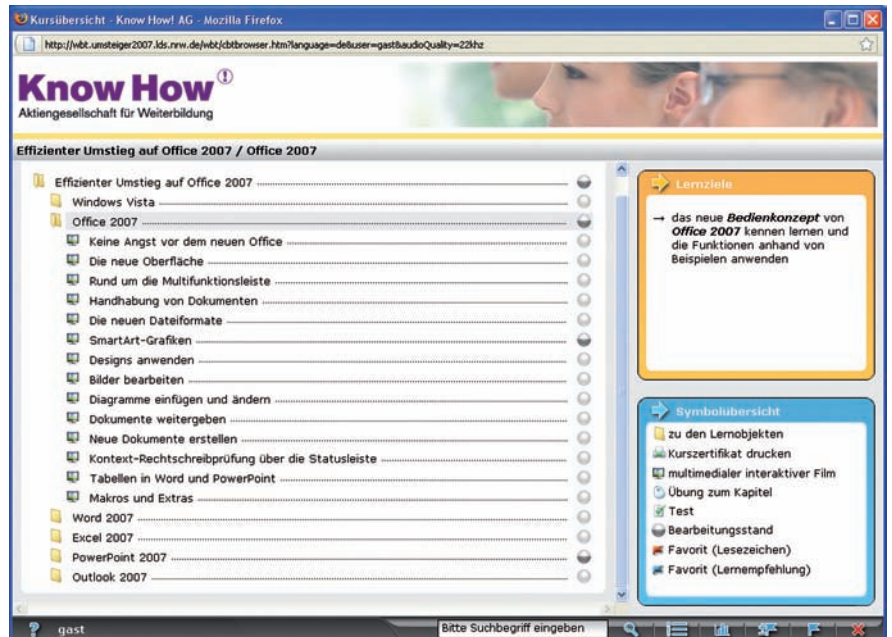 Kursübersicht - Know How! AG - Mozilla Firefox
http://wbt.umsteiger2007.lds.nrw.de/wbt/cbtbrowser.htm?language=de&user=gast&audioQuality=22khz
Know How!
Aktiengesellschaft für Weiterbildung
Effizienter Umstieg auf Office 2007 / Office 2007
Effizienter Umstieg auf Office 2007
Windows Vista
Office 2007
Keine Angst vor dem neuen Office
Die neue Oberfläche
Rund um die Multifunktionsleiste
Handhabung von Dokumenten
Die neuen Dateiformate
SmartArt-Grafiken
Designs anwenden
Bilder bearbeiten
Diagramme einfügen und ändern
Dokumente weitergeben
Neue Dokumente erstellen
Kontext-Rechtschreibprüfung über die Statusleiste
Tabellen in Word und PowerPoint
Makros und Extras
Word 2007
Excel 2007
PowerPoint 2007
Outlook 2007
Lernziele
→ das neue Bedienkonzept von
Office 2007 kennen lernen und
die Funktionen anhand von
Beispielen anwenden
Symbolübersicht
zu den Lernobjekten
Kurszertifikat drucken
multimedialer interaktiver Film
Übung zum Kapitel
Test
Bearbeitungsstand
Favorit (Lesezeichen)
Favorit (Lernempfehlung)
? gast
Bitte Suchbegriff eingeben